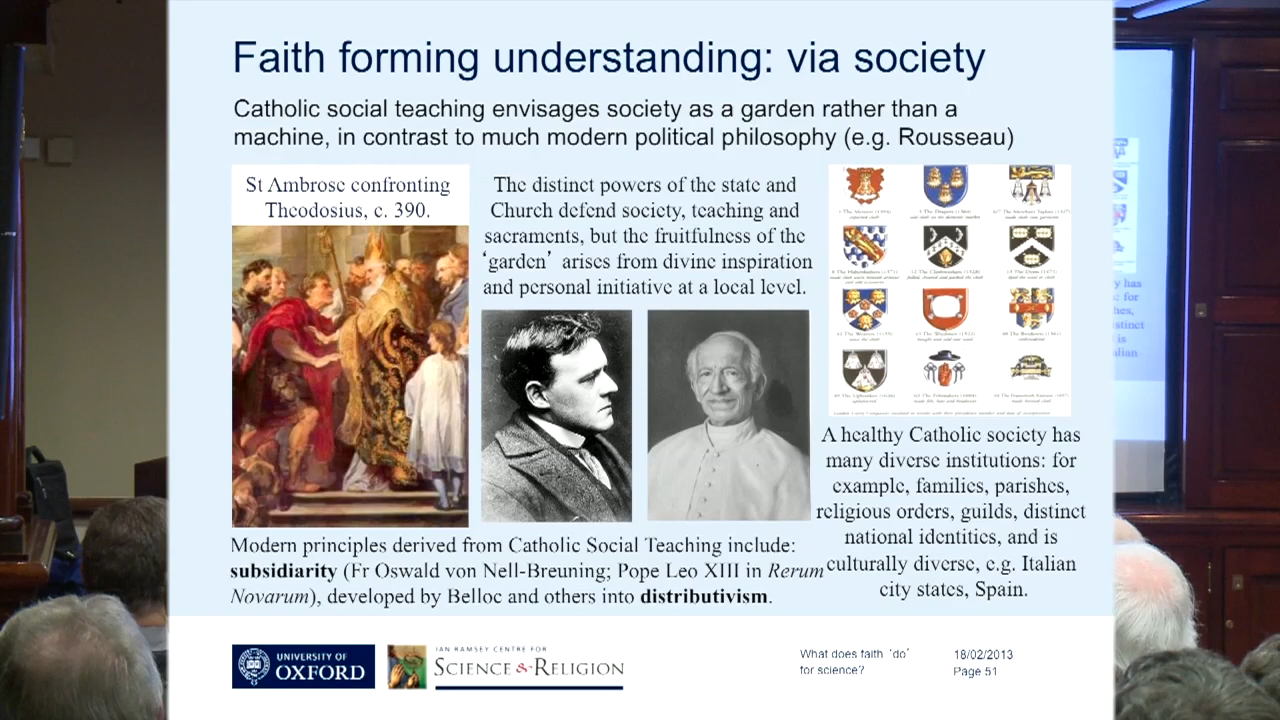 Faith forming understanding: via society
Catholic social teaching envisages society as a garden rather than a
machine, in contrast to much modern political philosophy (e.g. Rousseau)
St Ambrose confronting
Theodosius, c. 390.
The distinct powers of the state and
Church defend society, teaching and
sacraments, but the fruitfulness of the
‘garden’ arises from divine inspiration
and personal initiative at a local level.
A healthy Catholic society has
many diverse institutions: for
example, families, parishes,
religious orders, guilds, distinct
national identities, and is
culturally diverse, e.g. Italian
city states, Spain.
Modern principles derived from Catholic Social Teaching include:
subsidiarity (Fr Oswald von Nell-Breuning; Pope Leo XIII in Rerum
Novarum), developed by Belloc and others into distributivism.
UNIVERSITY OF
OXFORD
IAN RAMSEY CENTRE FOR
SCIENCE & RELIGION
What does faith ‘do’
for science?
18/02/2013
Page 51